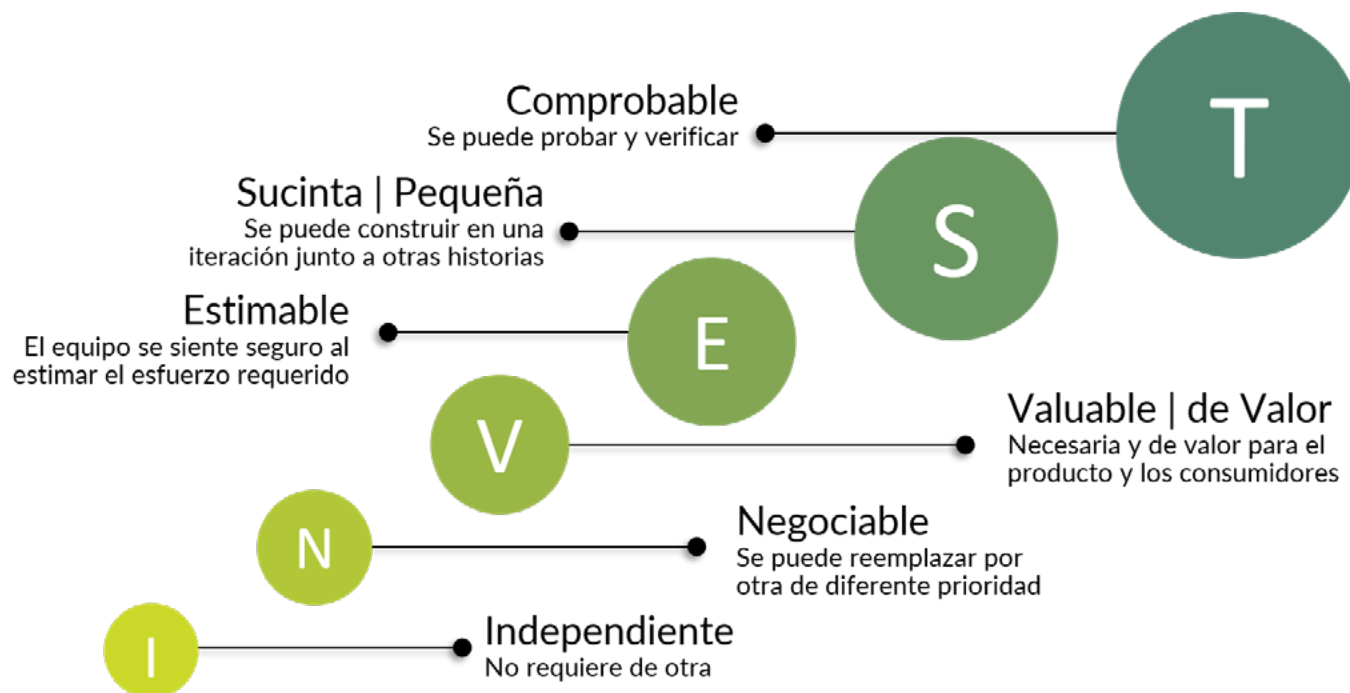 T
Comprobable
Se puede probar y verificar
S
Sucinta | Pequeña
Se puede construir en una
iteración junto a otras historias
E
Estimable
El equipo se siente seguro al
estimar el esfuerzo requerido
V
Valuable | de Valor
Necesaria y de valor para el
producto y los consumidores
N
Negociable
Se puede reemplazar por
otra de diferente prioridad
I
Independiente
No requiere de otra